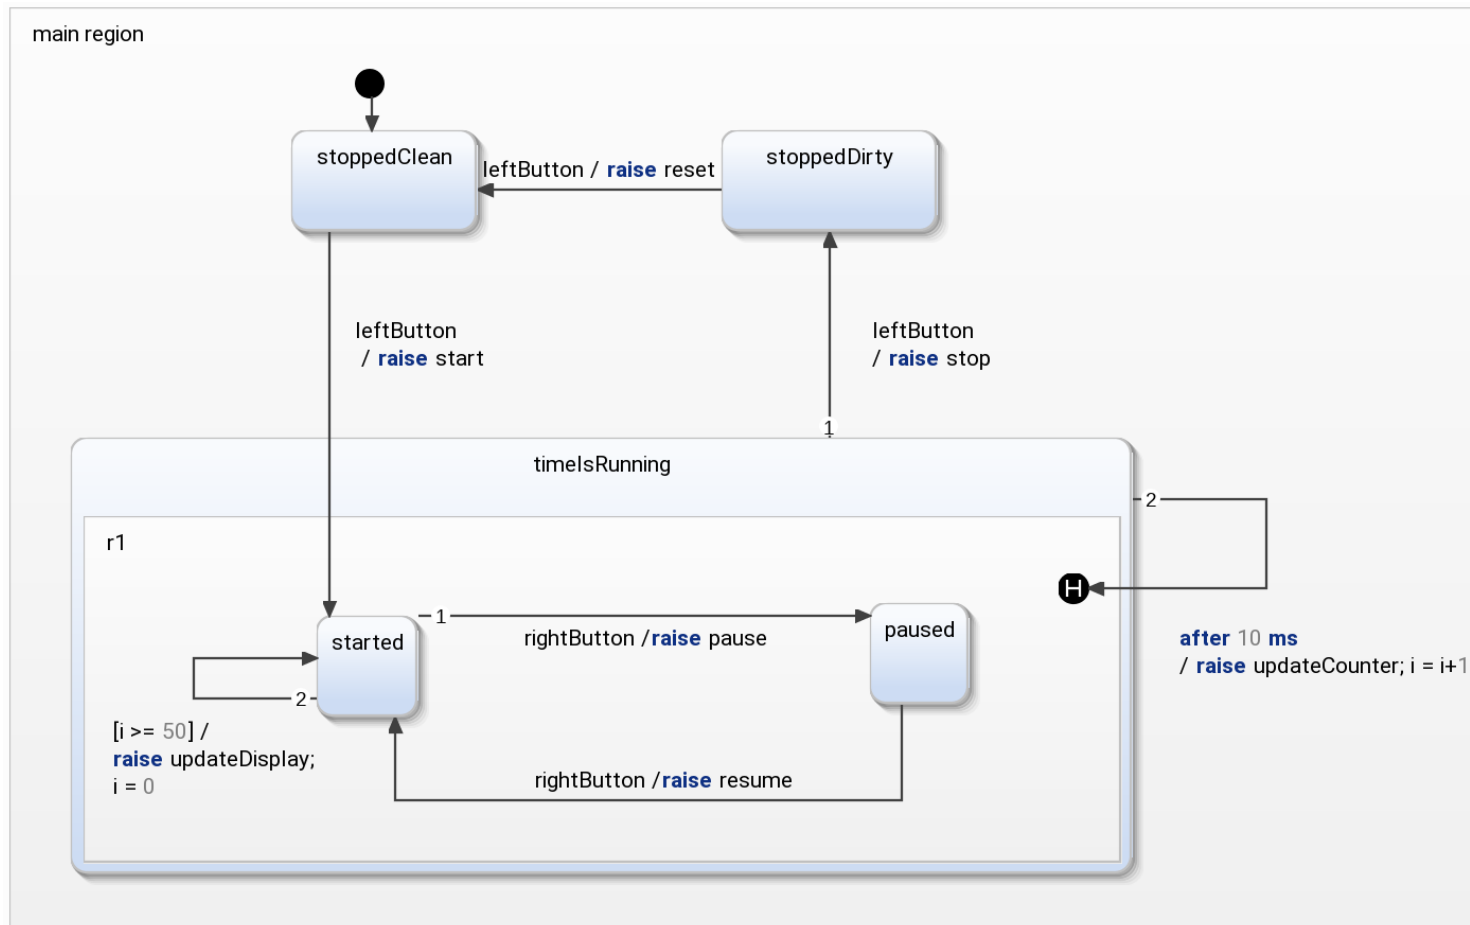 main region
stoppedClean
leftButton / raise reset
stoppedDirty
leftButton
/ raise start
leftButton
/ raise stop
1
timeIsRunning
2
r1
H
started
1
rightButton /raise pause
paused
after 10 ms
/ raise updateCounter; i = i+1
2
[i >= 50] /
raise updateDisplay;
i = 0
rightButton /raise resume